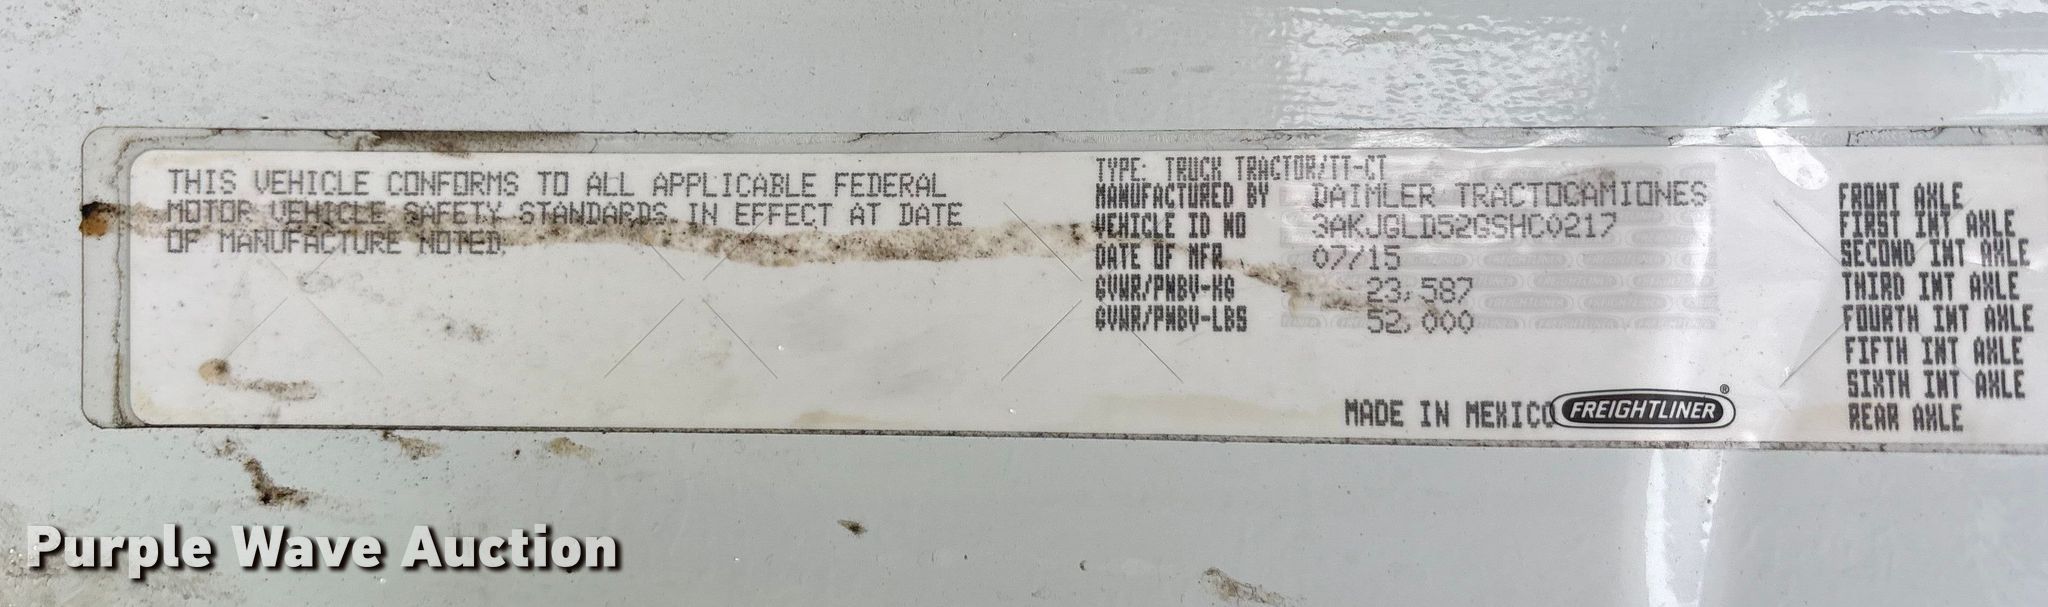 THIS VEHICLE CONFORMS TO ALL APPLICABLE FEDERAL
MOTOR VEHICLE SAFETY STANDARDS IN EFFECT AT DATE
OF MANUFACTURE NOTED.
TYPE: TRUCK TRACTOR/TT-CT
MANUFACTURED BY DAIMLER TRACTOCAMIONES
VEHICLE ID NO 3AKJGLD52GSHC0217
DATE OF MFR 07/15
GVWR/PMBV-KG 23,587
GVWR/PMBV-LBS 52,000
MADE IN MEXICO FREIGHTLINER®
FRONT AXLE
FIRST INT AXLE
SECOND INT AXLE
THIRD INT AXLE
FOURTH INT AXLE
FIFTH INT AXLE
SIXTH INT AXLE
REAR AXLE
Purple Wave Auction